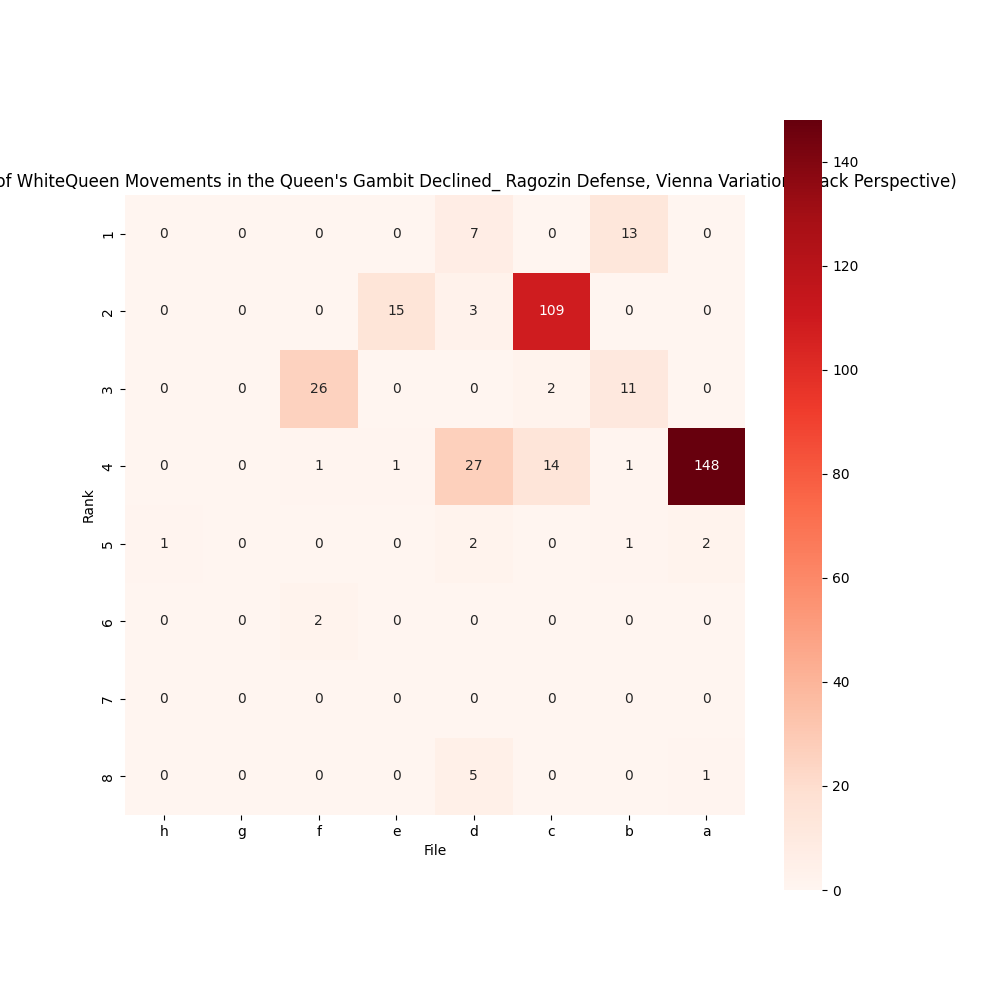 of WhiteQueen Movements in the Queen's Gambit Declined_ Ragozin Defense, Vienna Variation Perspective)
140
1 0 0 0 0 7 0 13 0
120
2 0 0 0 15 3 109 0 0
100
3 0 0 26 0 0 2 11 0
80
4 0 0 1 1 27 14 1 148
Rank
60
5 1 0 0 0 2 0 1 2
6 0 0 2 0 0 0 0 0
40
7 0 0 0 0 0 0 0 0
20
8 0 0 0 0 5 0 0 1
h g f e d c b a
File
0